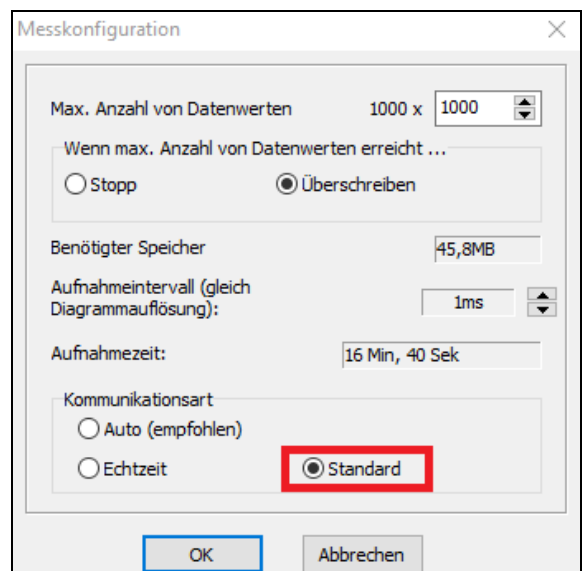 Messkonfiguration
Max. Anzahl von Datenwerten 1000 x 1000
Wenn max. Anzahl von Datenwerten erreicht ...
Stopp Überschreiben
Benötigter Speicher 45,8MB
Aufnahmeintervall (gleich
Diagrammauflösung): 1ms
Aufnahmezeit: 16 Min, 40 Sek
Kommunikationsart
Auto (empfohlen)
Echtzeit Standard
OK Abbrechen